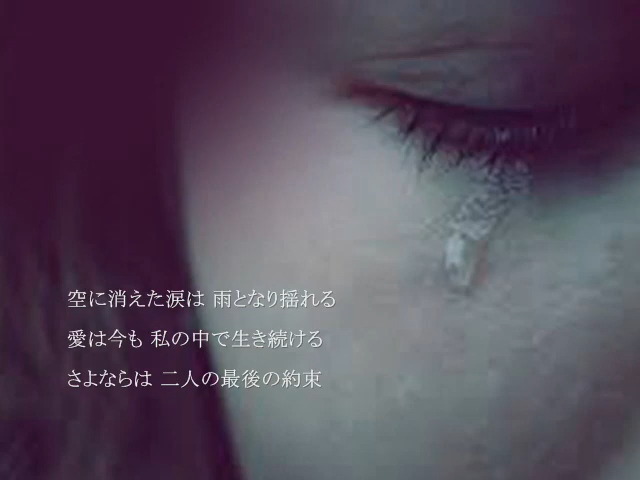 空に消えた涙は 雨となり揺れる
愛は今も 私の中で生き続ける
さよならは 二人の最後の約束